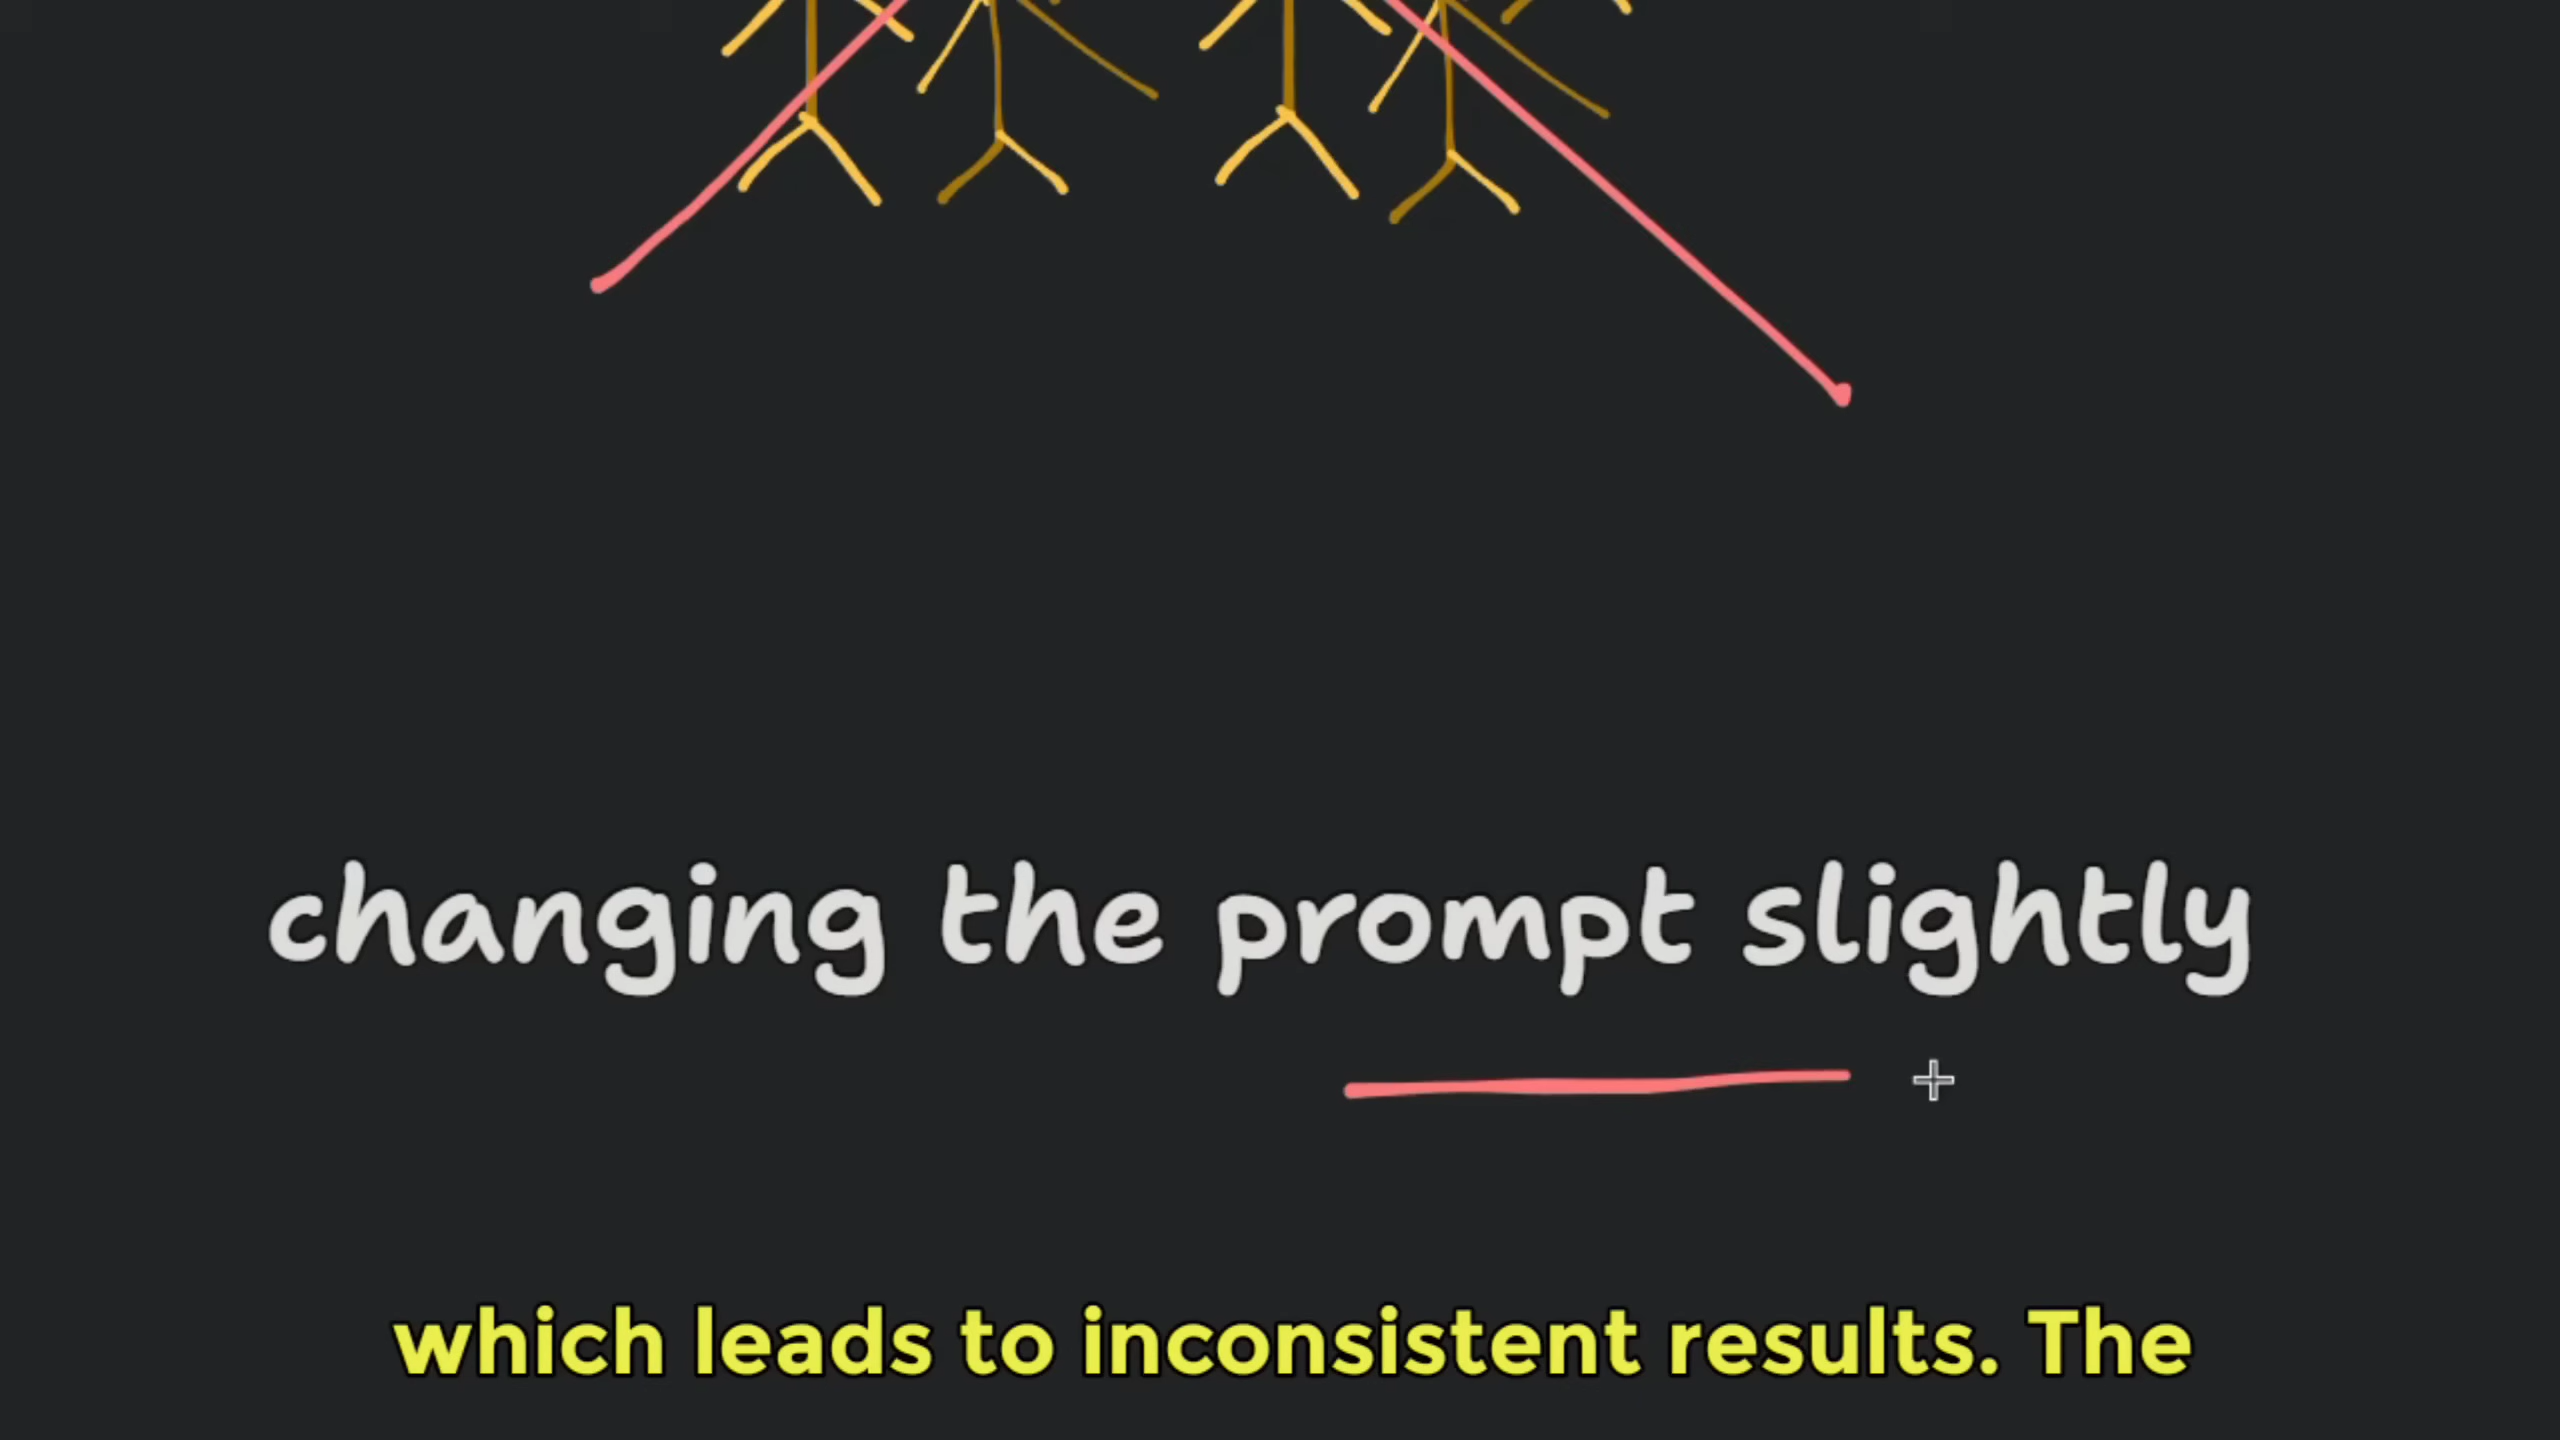 changing the prompt slightly
which leads to inconsistent results. The